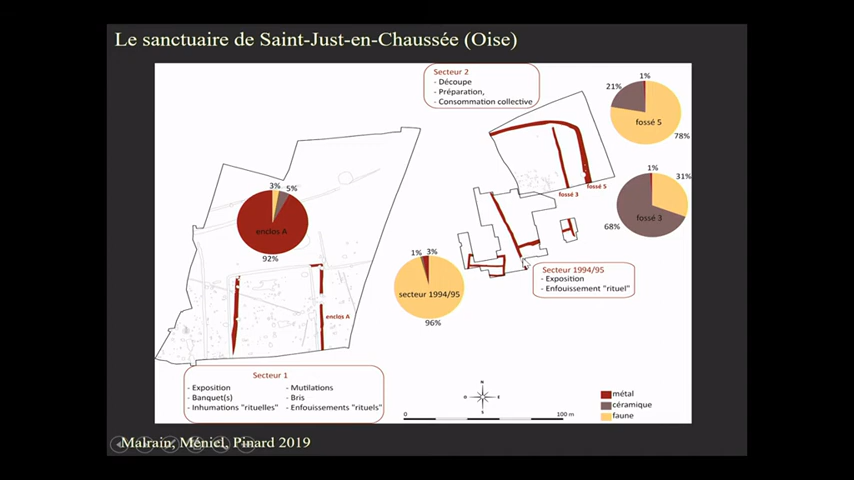 Le sanctuaire de Saint-Just-en-Chaussée (Oise)
Secteur 2
- Découpe
- Préparation,
- Consommation collective
1%
21%
fossé 5
78%
1%
31%
fossé 3
68%
fossé 5
fossé 3
3%
5%
enclos A
92%
1%
3%
secteur 1994/95
96%
Secteur 1994/95
- Exposition
- Enfouissement "rituel"
enclos A
Secteur 1
- Exposition
- Mutilations
- Banquet(s)
- Bris
- Inhumations "rituelles"
- Enfouissements "rituels"
N
O
E
S
0
100 m
métal
céramique
faune
Malrain, Méniel, Pinard 2019